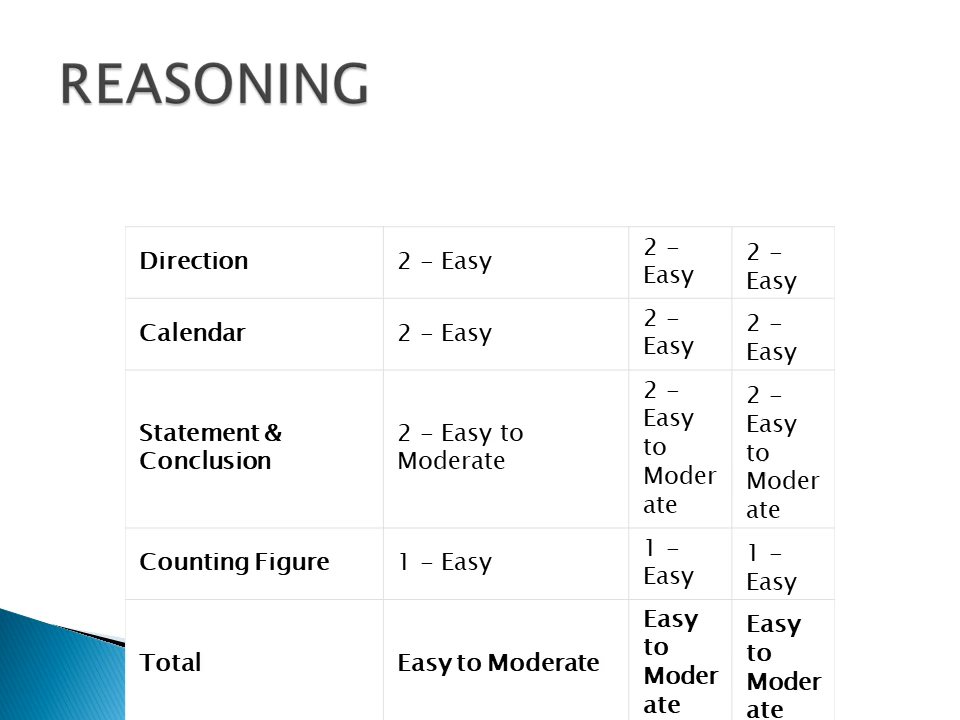 REASONING
Direction
2 - Easy
2 -
Easy
2 -
Easy
Calendar
2 - Easy
2 -
Easy
2 -
Easy
Statement &
Conclusion
2 - Easy to
Moderate
2 -
Easy
to
Moder
ate
2 -
Easy
to
Moder
ate
Counting Figure
1 - Easy
1 -
Easy
1 -
Easy
Total
Easy to Moderate
Easy
to
Moder
ate
Easy
to
Moder
ate